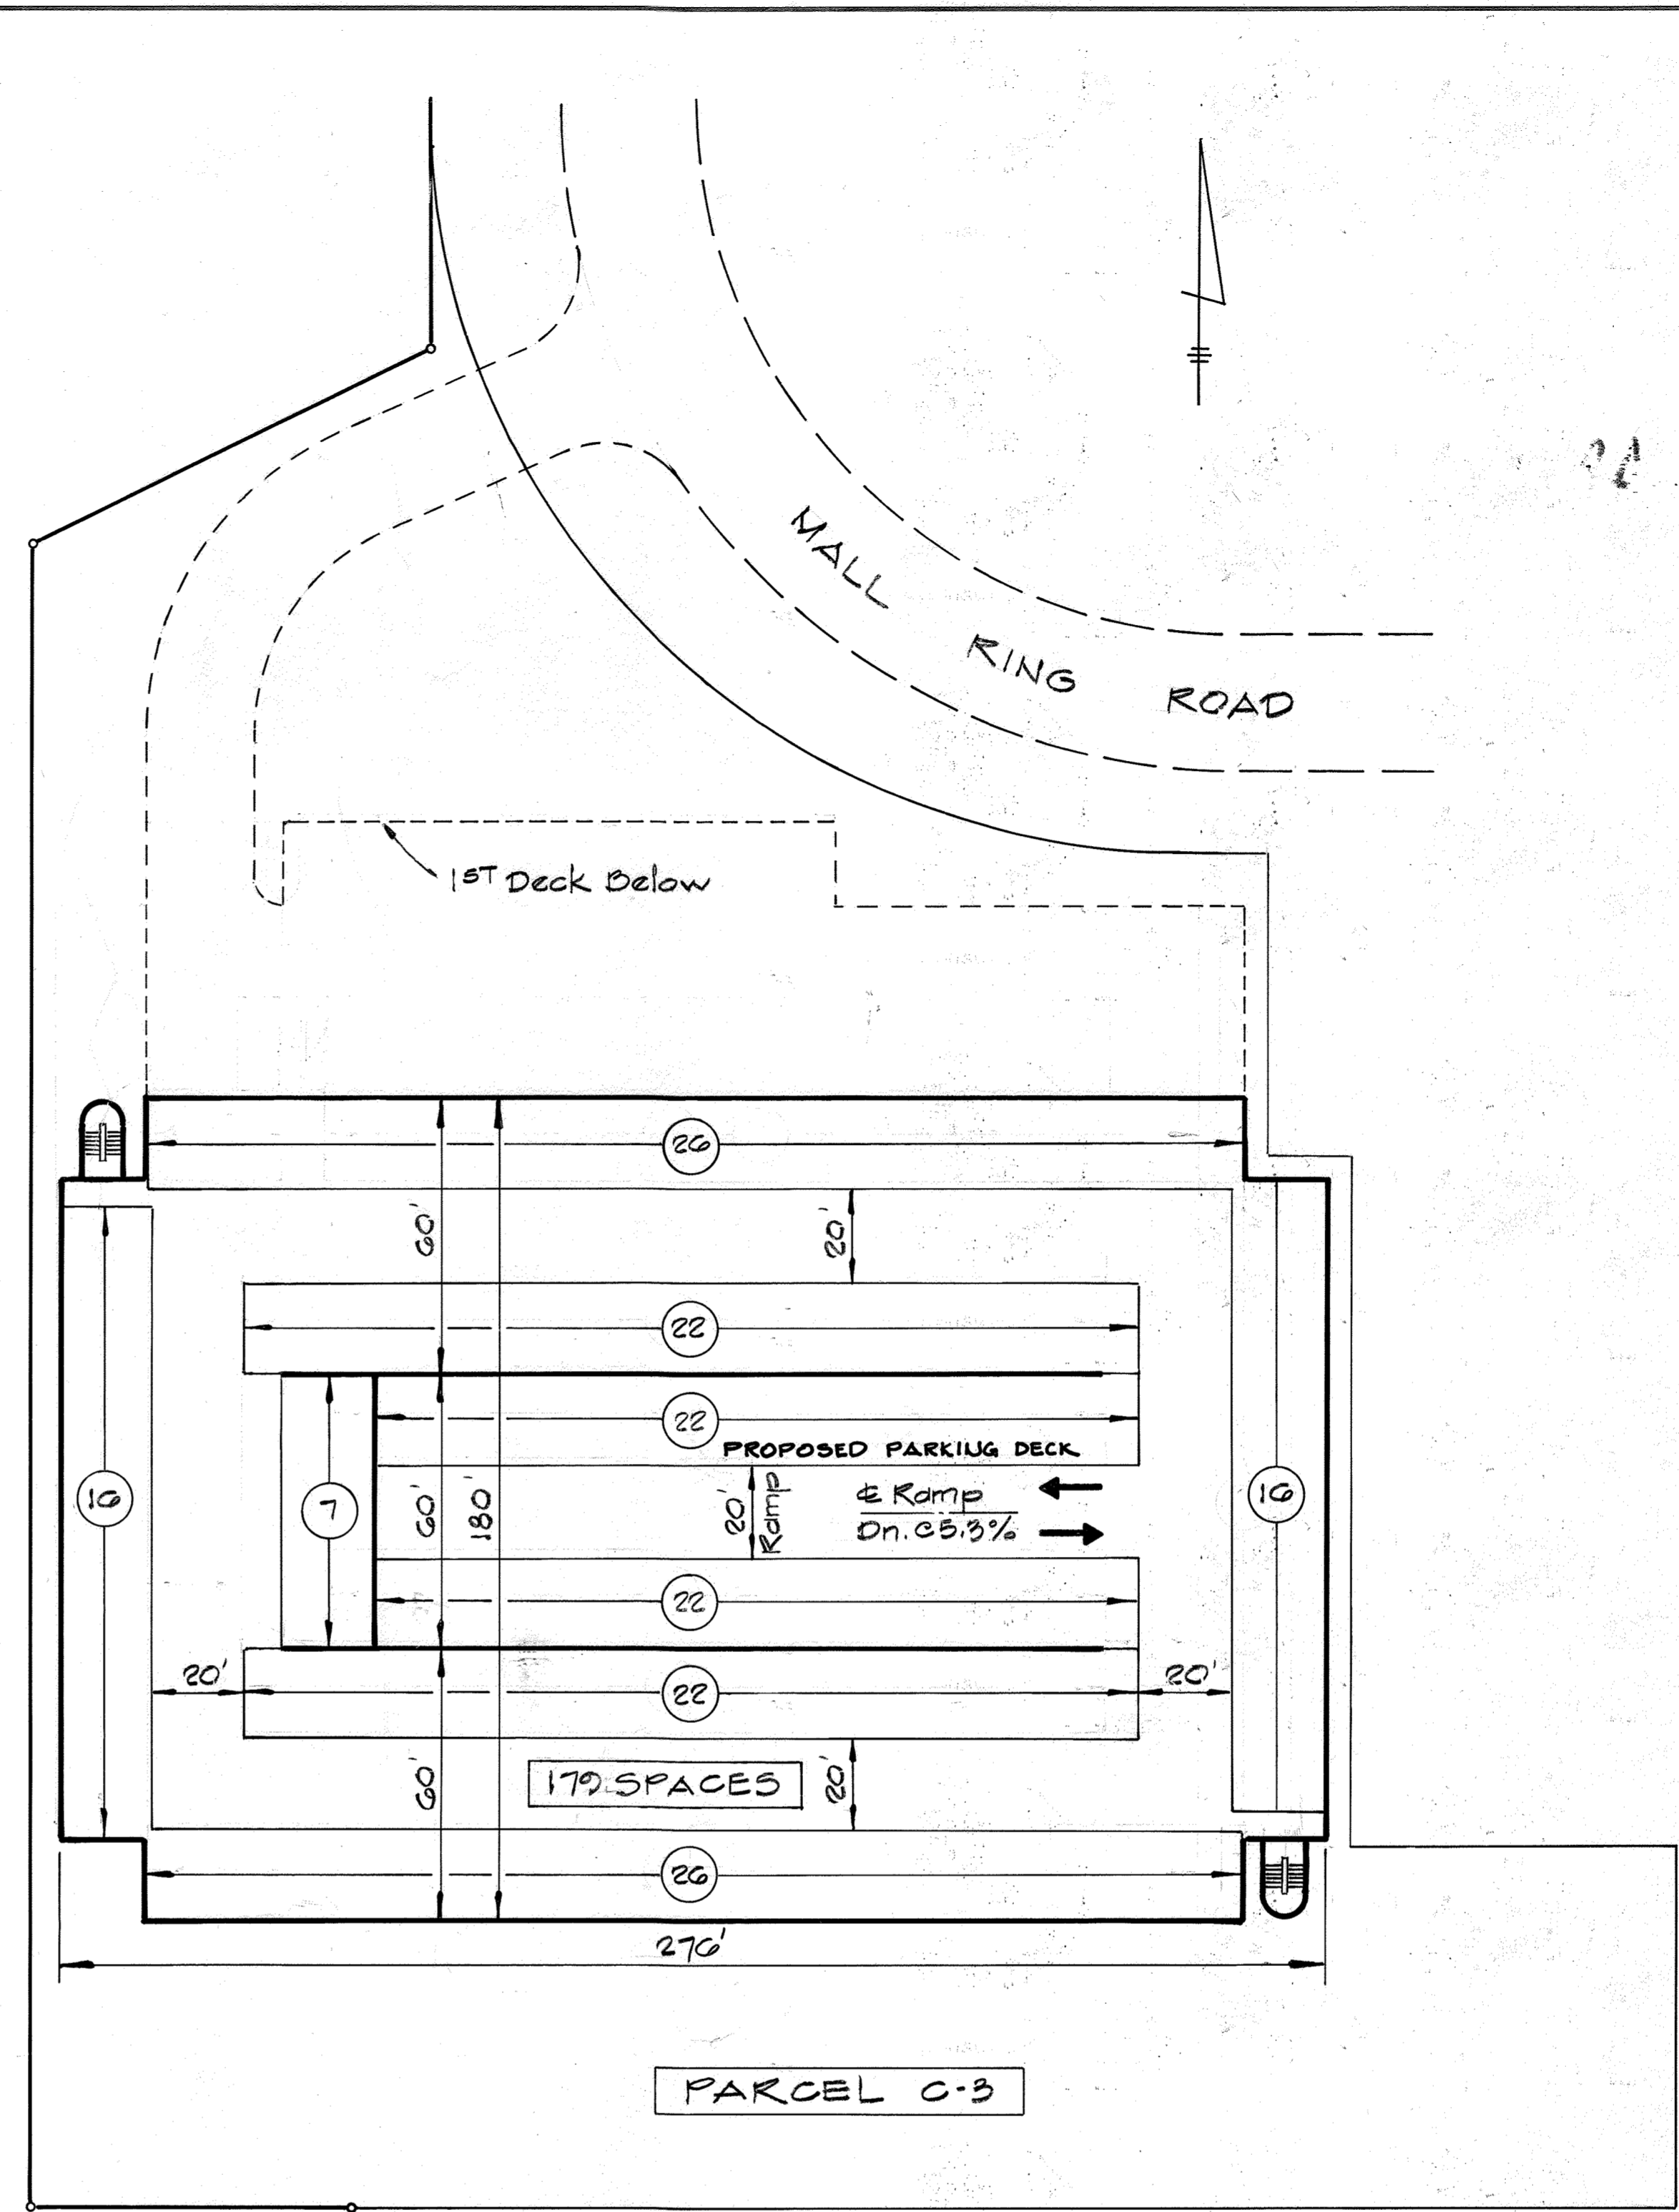 MALL
RING
ROAD
1ST Deck Below
26
60'
20'
22
22
PROPOSED PARKING DECK
16
7
60'
180'
20'
Ramp
℄ Ramp
Dn. @ 5.3%
16
22
20'
22
20'
60'
179 SPACES
20'
26
276'
PARCEL C-3